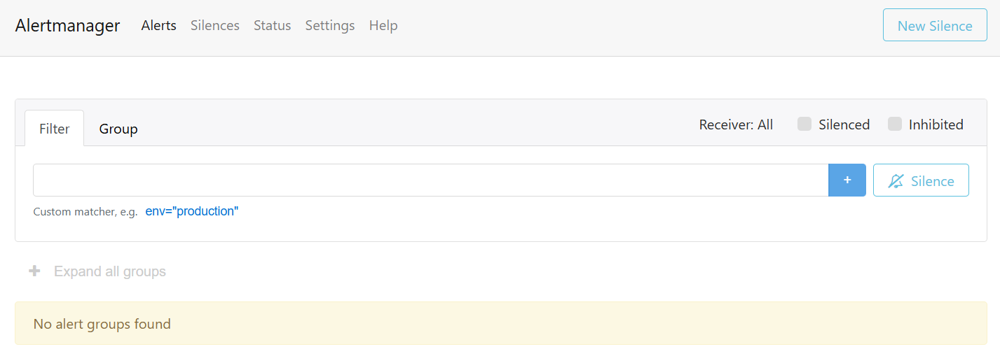 Alertmanager Alerts Silences Status Settings Help New Silence
Filter Group Receiver: All Silenced Inhibited
+ Silence
Custom matcher, e.g. env="production"
+ Expand all groups
No alert groups found